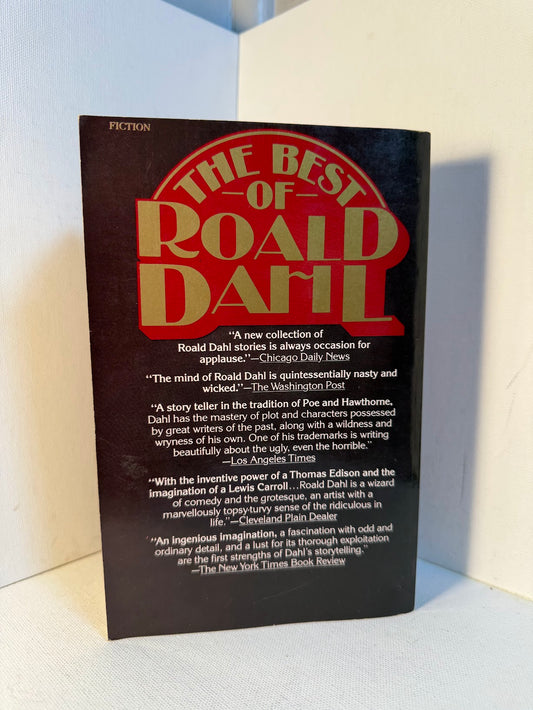 FICTION
THE BEST
—OF—
ROALD
DAHL
“A new collection of
Roald Dahl stories is always occasion for
applause.”—Chicago Daily News
“The mind of Roald Dahl is quintessentially nasty and
wicked.”—The Washington Post
“A story teller in the tradition of Poe and Hawthorne,
Dahl has the mastery of plot and characters possessed
by great writers of the past, along with a wildness and
wryness of his own. One of his trademarks is writing
beautifully about the ugly, even the horrible.”
—Los Angeles Times
“With the inventive power of a Thomas Edison and the
imagination of a Lewis Carroll...Roald Dahl is a wizard
of comedy and the grotesque, an artist with a
marvellously topsy-turvy sense of the ridiculous in
life.”—Cleveland Plain Dealer
“An ingenious imagination, a fascination with odd and
ordinary detail, and a lust for its thorough exploitation
are the first strengths of Dahl's storytelling.”
—The New York Times Book Review